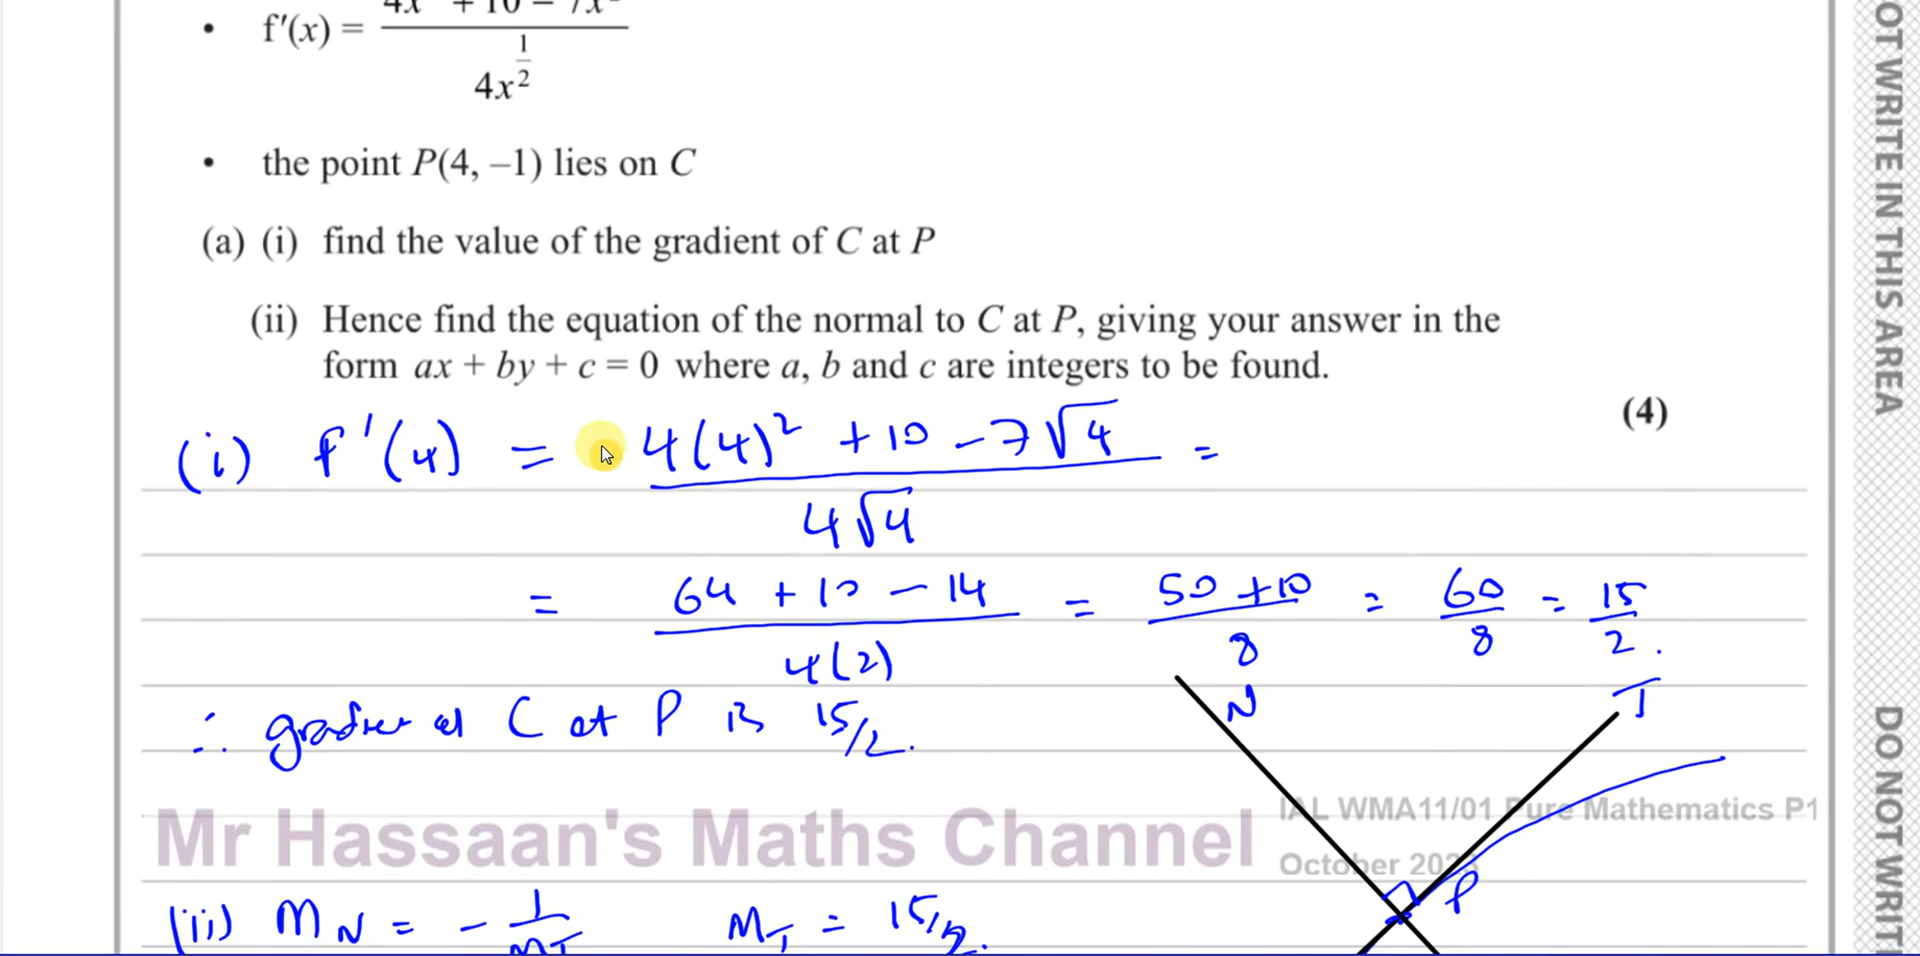 • f′(x) = (4x² + 10 − 7x) / 4x^(1/2)
• the point P(4, –1) lies on C
(a) (i) find the value of the gradient of C at P
(ii) Hence find the equation of the normal to C at P, giving your answer in the
form ax + by + c = 0 where a, b and c are integers to be found.
(4)
(i) f'(4) = (4(4)² + 10 − 7√4) / 4√4 =
= (64 + 10 − 14) / 4(2) = (50 + 10) / 8 = 60/8 = 15/2.
N T
∴ gradient of C at P is 15/2.
IAL WMA11/01 Pure Mathematics P1
Mr Hassaan's Maths Channel
October 202
P
(ii) m_N = − 1/m_T m_T = 15/2.
OT WRITE IN THIS AREA
DO NOT WRIT